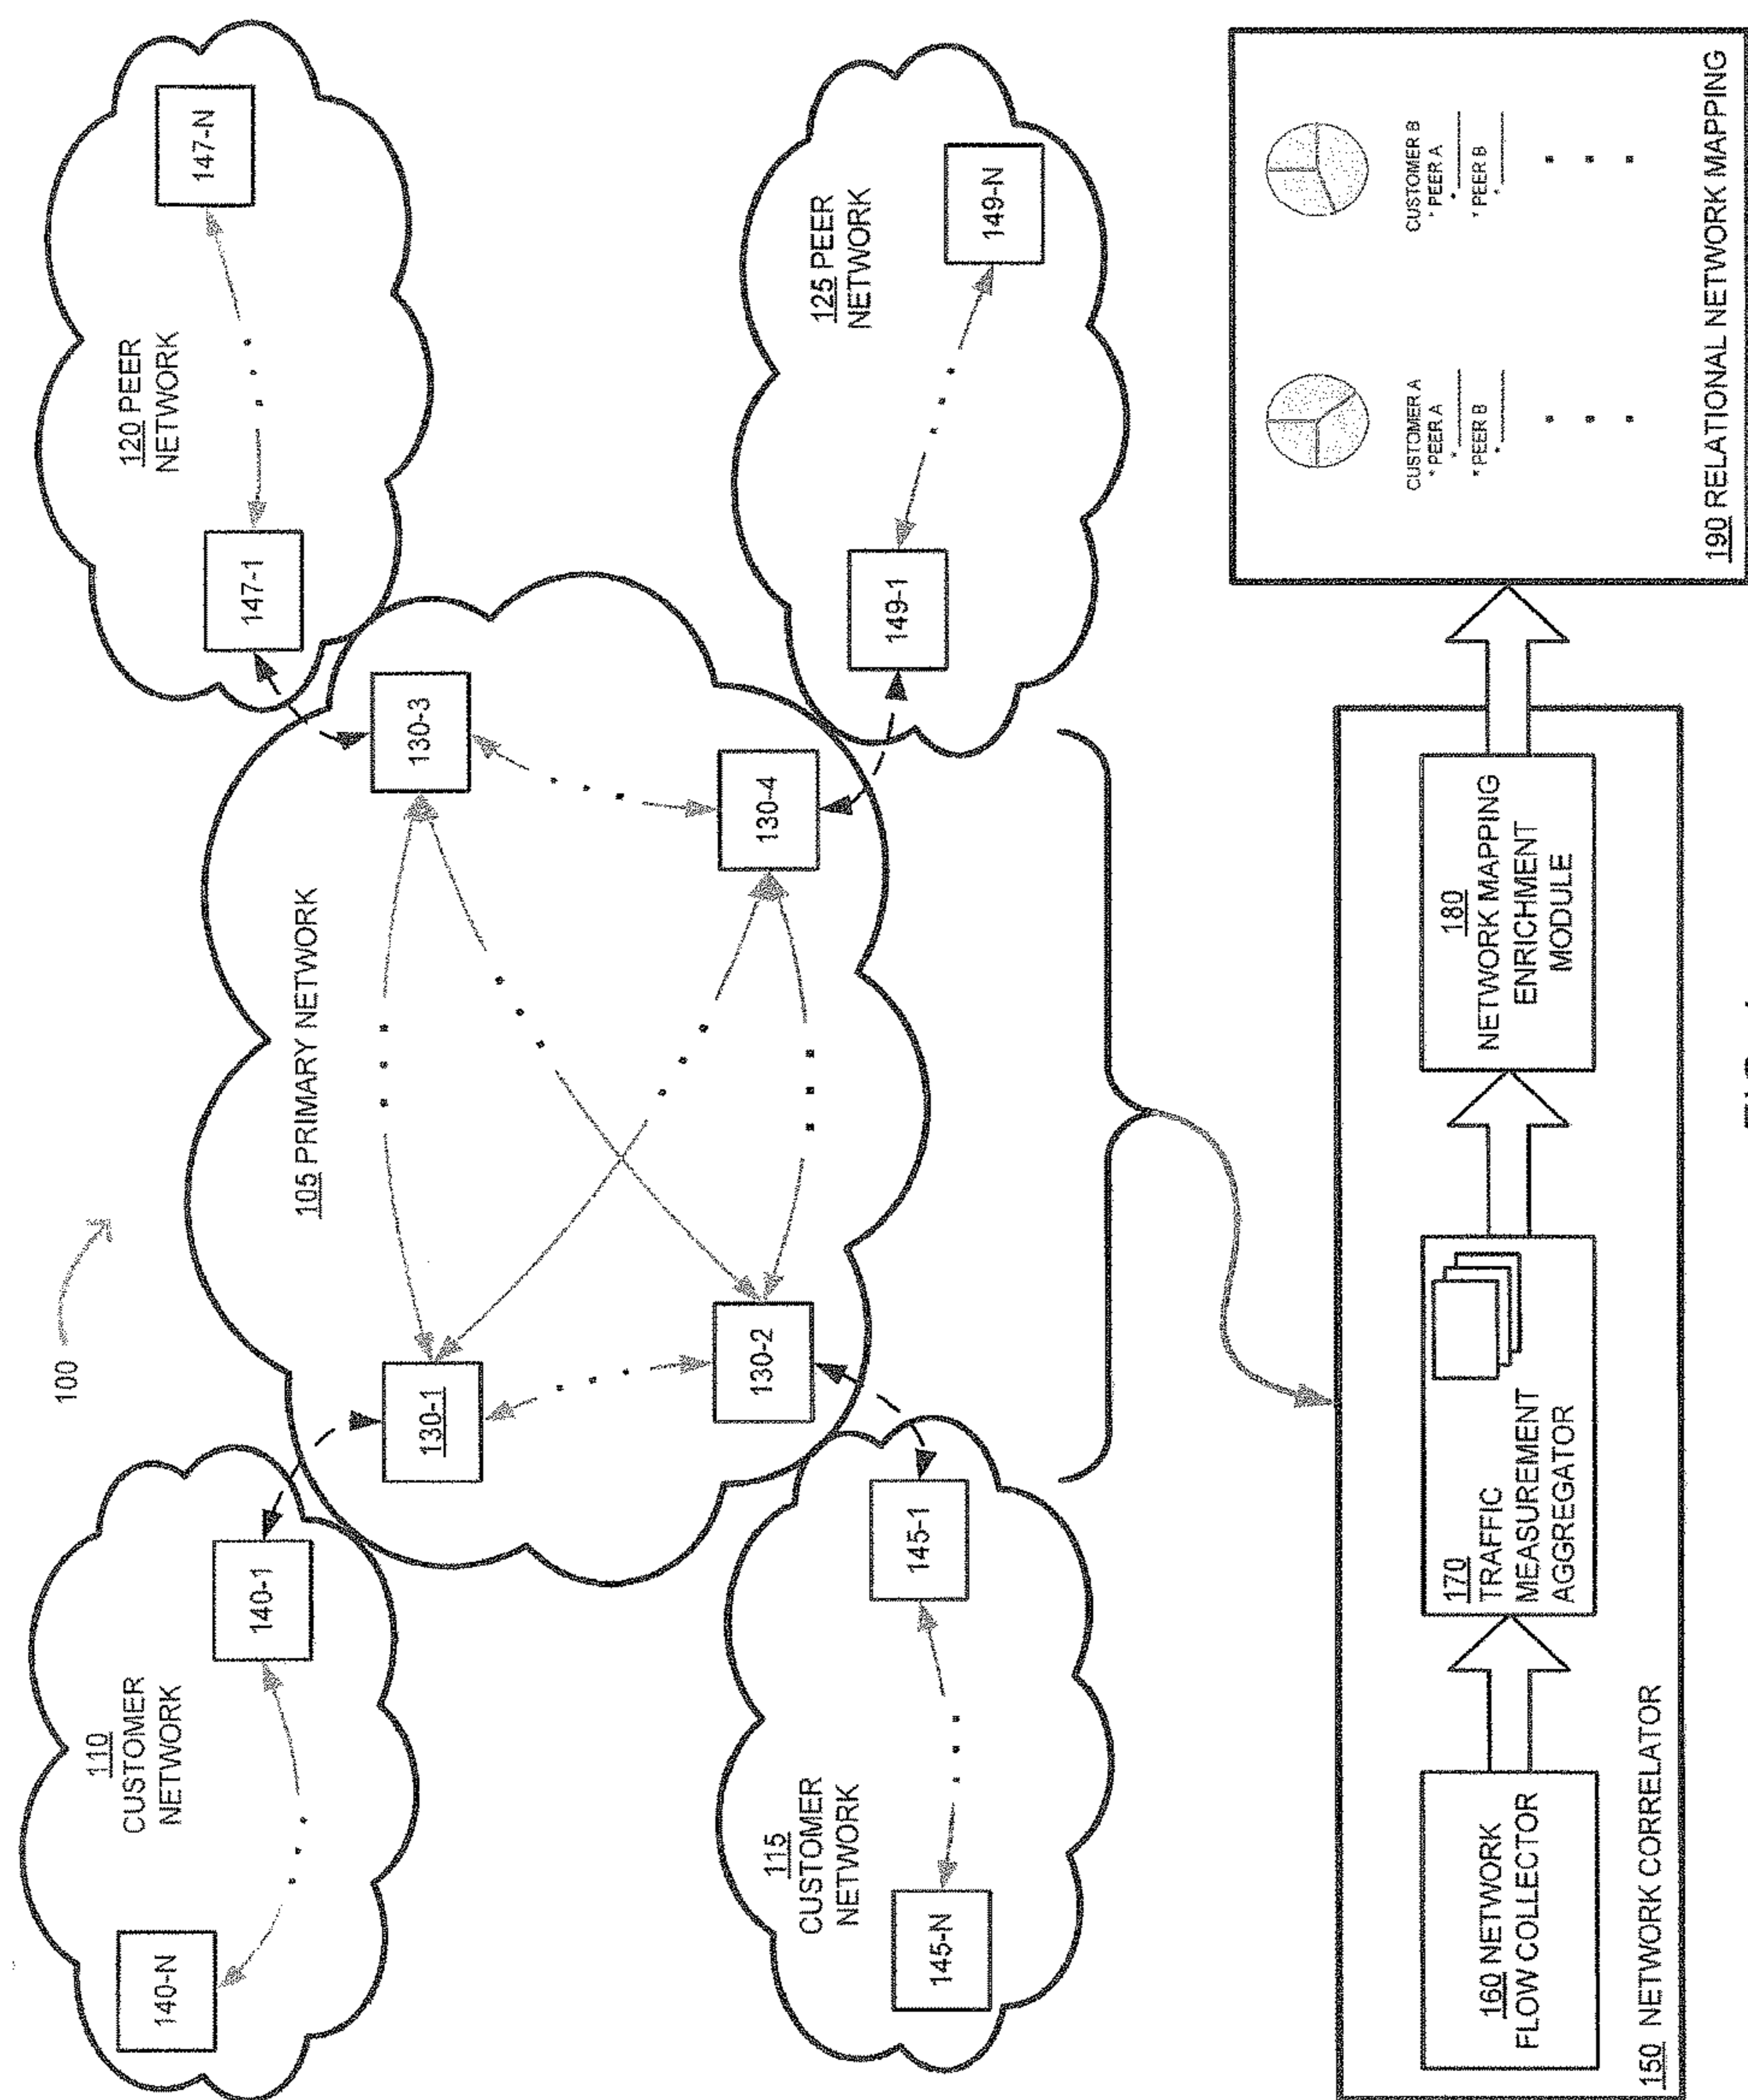 100
110
CUSTOMER
NETWORK
140-N
140-1
105 PRIMARY NETWORK
130-1
130-3
130-2
130-4
120 PEER
NETWORK
147-1
147-N
115
CUSTOMER
NETWORK
145-N
145-1
125 PEER
NETWORK
149-1
149-N
160 NETWORK
FLOW COLLECTOR
170
TRAFFIC
MEASUREMENT
AGGREGATOR
180
NETWORK MAPPING
ENRICHMENT
MODULE
150 NETWORK CORRELATOR
CUSTOMER A
* PEER A
*
* PEER B
*
CUSTOMER B
* PEER A
*
* PEER B
*
190 RELATIONAL NETWORK MAPPING